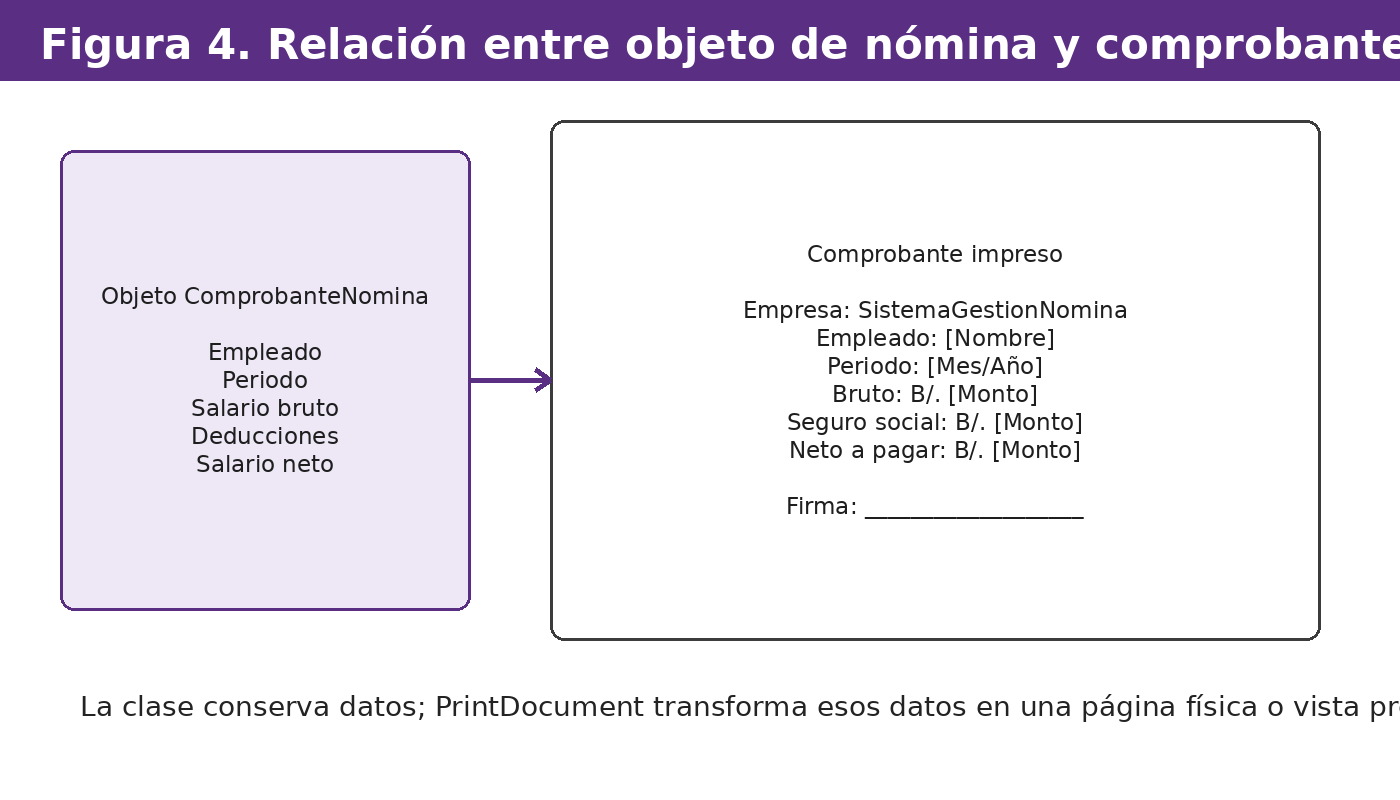 Figura 4. Relación entre objeto de nómina y comprobante
Objeto ComprobanteNomina
Empleado
Periodo
Salario bruto
Deducciones
Salario neto
Comprobante impreso
Empresa: SistemaGestionNomina
Empleado: [Nombre]
Periodo: [Mes/Año]
Bruto: B/. [Monto]
Seguro social: B/. [Monto]
Neto a pagar: B/. [Monto]
Firma: ___________________
La clase conserva datos; PrintDocument transforma esos datos en una página física o vista